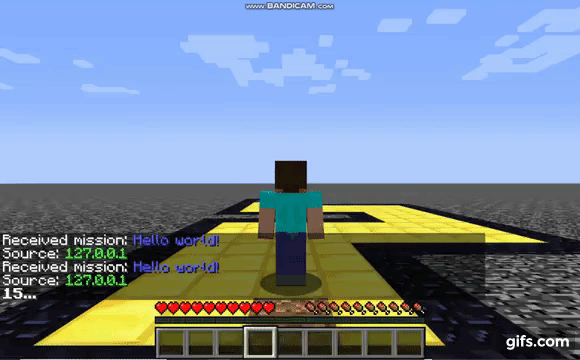 www.BANDICAM.com
Received mission: Hello world!
Source: 127.0.0.1
Received mission: Hello world!
Source: 127.0.0.1
15...
gifs.com